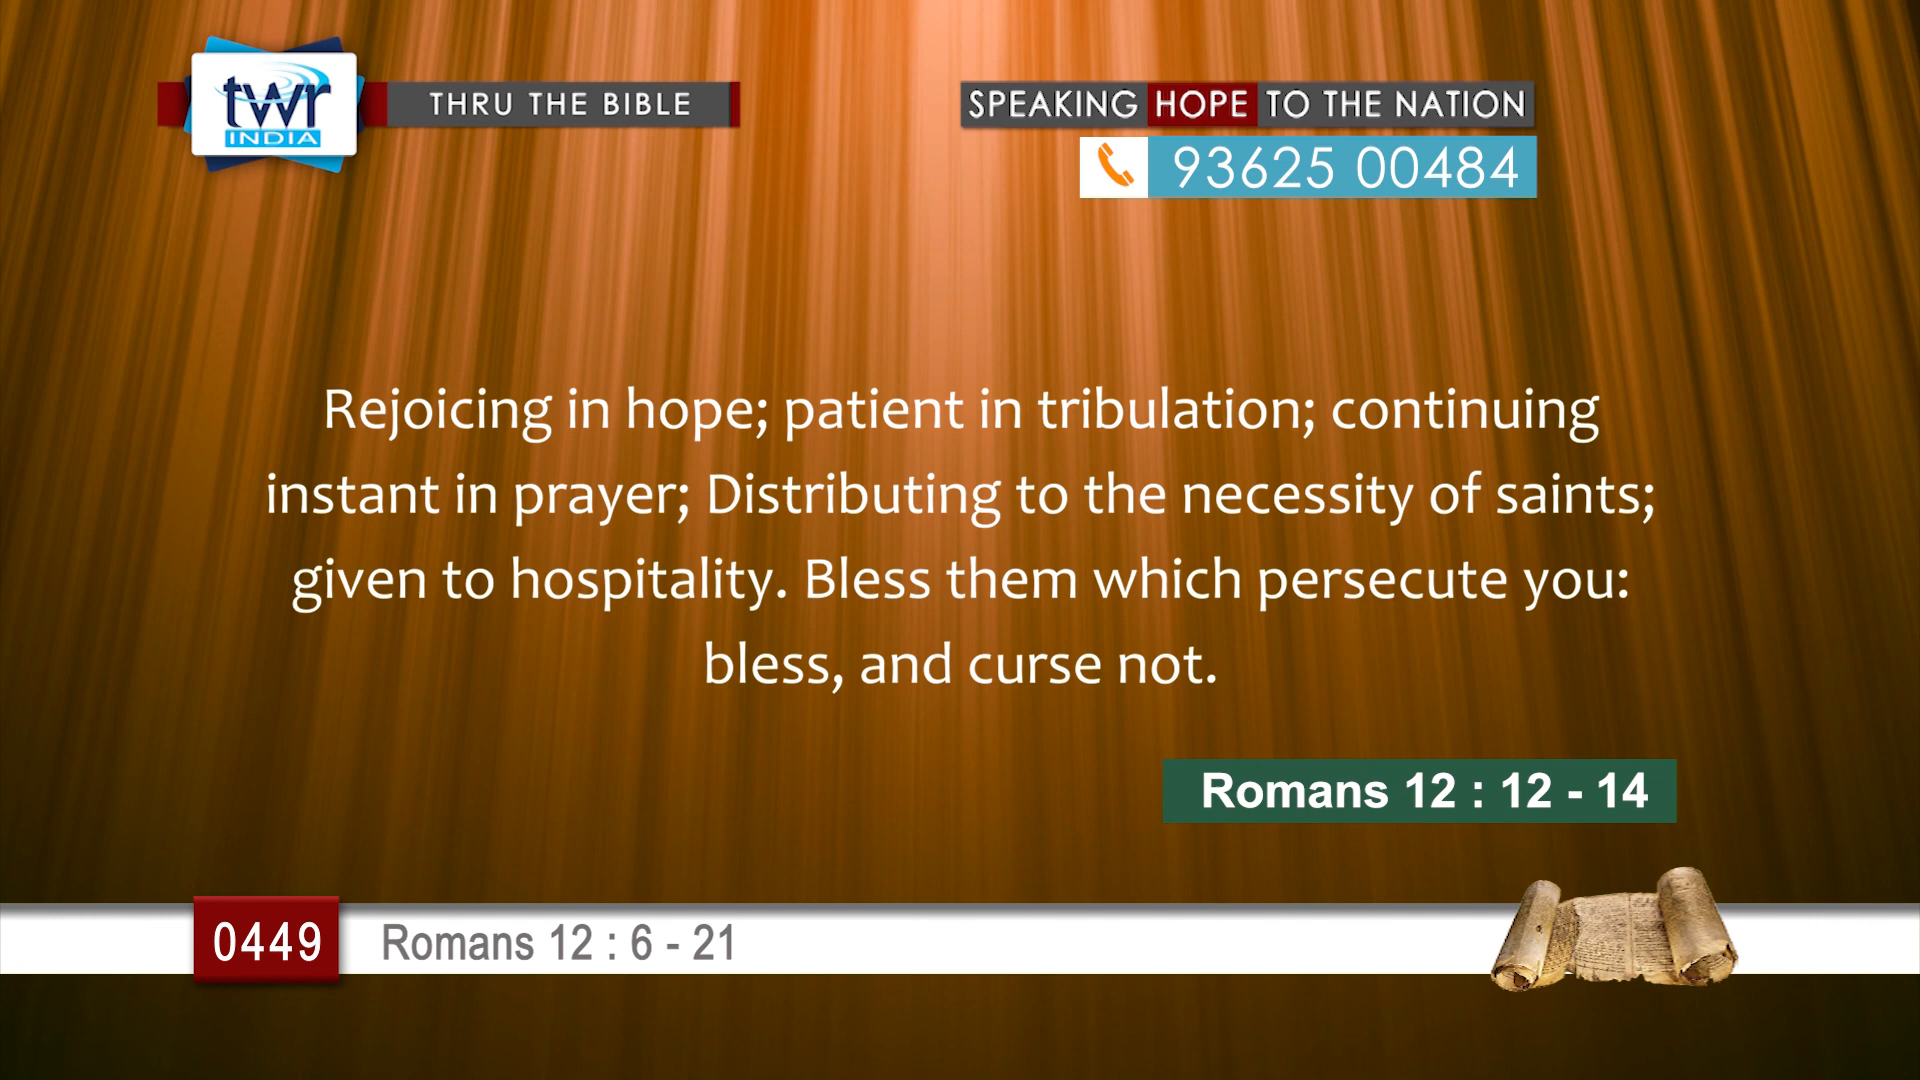 twr
INDIA
THRU THE BIBLE
SPEAKING HOPE TO THE NATION
93625 00484
Rejoicing in hope; patient in tribulation; continuing
instant in prayer; Distributing to the necessity of saints;
given to hospitality. Bless them which persecute you:
bless, and curse not.
Romans 12 : 12 - 14
0449
Romans 12 : 6 - 21